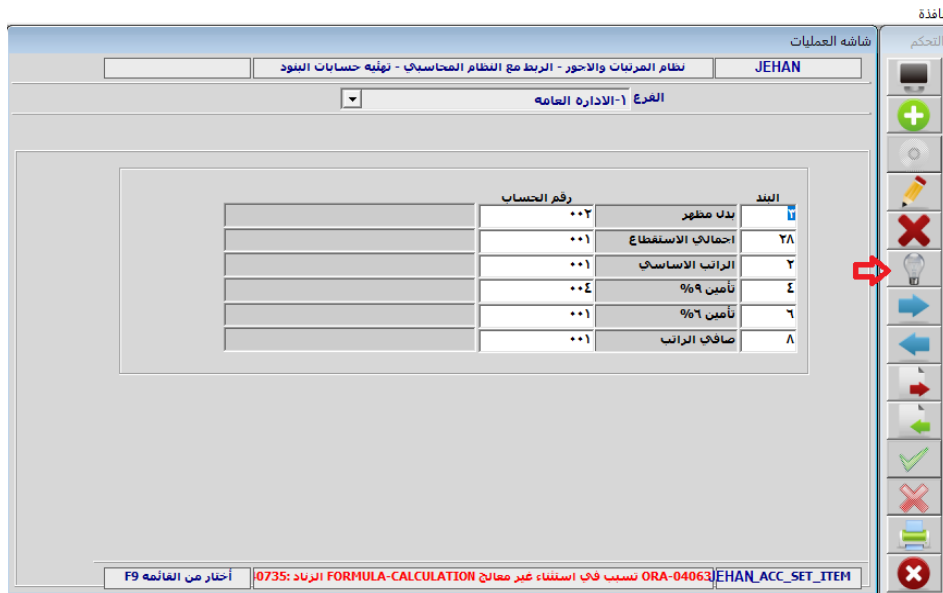 افذة
التحكم
شاشه العمليات
JEHAN
نظام المرتبات والاجور - الربط مع النظام المحاسبي - تهئيه حسابات البنود
الفرع
١-الاداره العامه
البند
رقم الحساب
٣ بدل مظهر ٠٠٢
٢٨ اجمالي الاستقطاع ٠٠١
٢ الراتب الاساسي ٠٠١
٤ تأمين ٩% ٠٠٤
٦ تأمين ٦% ٠٠١
٨ صافي الراتب ٠٠١
JEHAN_ACC_SET_ITEM
ORA-04063 تسبب في استثناء غير معالج FORMULA-CALCULATION الزناد :40735
أختار من القائمه F9